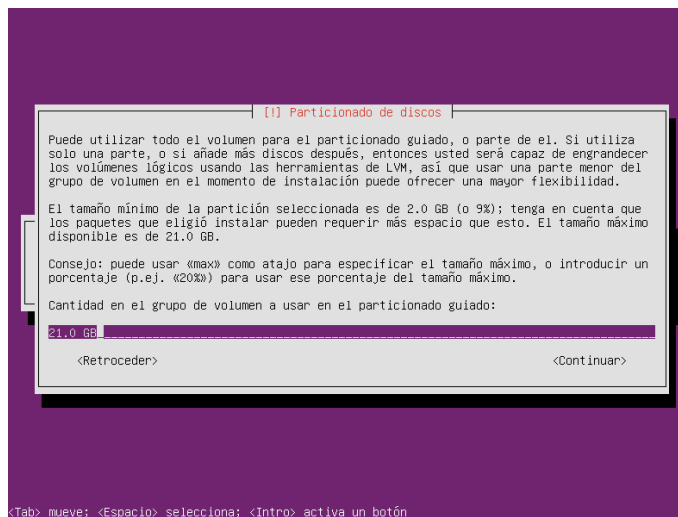 [!] Particionado de discos
Puede utilizar todo el volumen para el particionado guiado, o parte de el. Si utiliza
solo una parte, o si añade más discos después, entonces usted será capaz de engrandecer
los volúmenes lógicos usando las herramientas de LVM, así que usar una parte menor del
grupo de volumen en el momento de instalación puede ofrecer una mayor flexibilidad.
El tamaño mínimo de la partición seleccionada es de 2.0 GB (o 9%); tenga en cuenta que
los paquetes que eligió instalar pueden requerir más espacio que esto. El tamaño máximo
disponible es de 21.0 GB.
Consejo: puede usar «max» como atajo para especificar el tamaño máximo, o introducir un
porcentaje (p.ej. «20%») para usar ese porcentaje del tamaño máximo.
Cantidad en el grupo de volumen a usar en el particionado guiado:
21.0 GB
<Retroceder> <Continuar>
<Tab> mueve; <Espacio> selecciona; <Intro> activa un botón